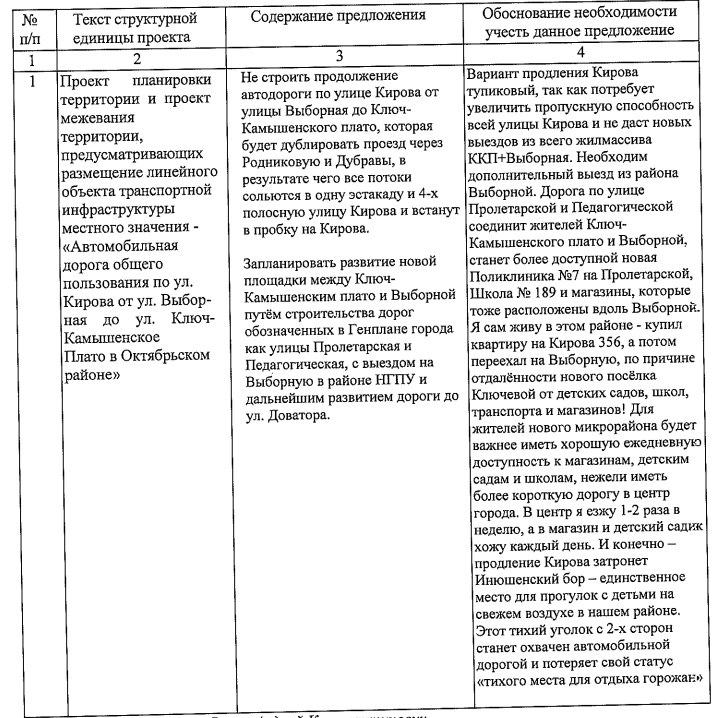 №
п/п
Текст структурной
единицы проекта
Содержание предложения
Обоснование необходимости
учесть данное предложение
1
2
3
4
1
Проект планировки
территории и проект
межевания
территории,
предусматривающих
размещение линейного
объекта транспортной
инфраструктуры
местного значения -
«Автомобильная
дорога общего
пользования по ул.
Кирова от ул. Выбор-
ная до ул. Ключ-
Камышенское
Плато в Октябрьском
районе»
Не строить продолжение
автодороги по улице Кирова от
улицы Выборная до Ключ-
Камышенского плато, которая
будет дублировать проезд через
Родниковую и Дубравы, в
результате чего все потоки
сольются в одну эстакаду и 4-х
полосную улицу Кирова и встанут
в пробку на Кирова.
Запланировать развитие новой
площадки между Ключ-
Камышенским плато и Выборной
путём строительства дорог
обозначенных в Генплане города
как улицы Пролетарская и
Педагогическая, с выездом на
Выборную в районе НГПУ и
дальнейшим развитием дороги до
ул. Доватора.
Вариант продления Кирова
тупиковый, так как потребует
увеличить пропускную способность
всей улицы Кирова и не даст новых
выездов из всего жилмассива
ККП+Выборная. Необходим
дополнительный выезд из района
Выборной. Дорога по улице
Пролетарской и Педагогической
соединит жителей Ключ-
Камышенского плато и Выборной,
станет более доступной новая
Поликлиника №7 на Пролетарской,
Школа № 189 и магазины, которые
тоже расположены вдоль Выборной.
Я сам живу в этом районе - купил
квартиру на Кирова 356, а потом
переехал на Выборную, по причине
отдалённости нового посёлка
Ключевой от детских садов, школ,
транспорта и магазинов! Для
жителей нового микрорайона будет
важнее иметь хорошую ежедневную
доступность к магазинам, детским
садам и школам, нежели иметь
более короткую дорогу в центр
города. В центр я езжу 1-2 раза в
неделю, а в магазин и детский садик
хожу каждый день. И конечно –
продление Кирова затронет
Инюшенский бор – единственное
место для прогулок с детьми на
свежем воздухе в нашем районе.
Этот тихий уголок с 2-х сторон
станет охвачен автомобильной
дорогой и потеряет свой статус
«тихого места для отдыха горожан»